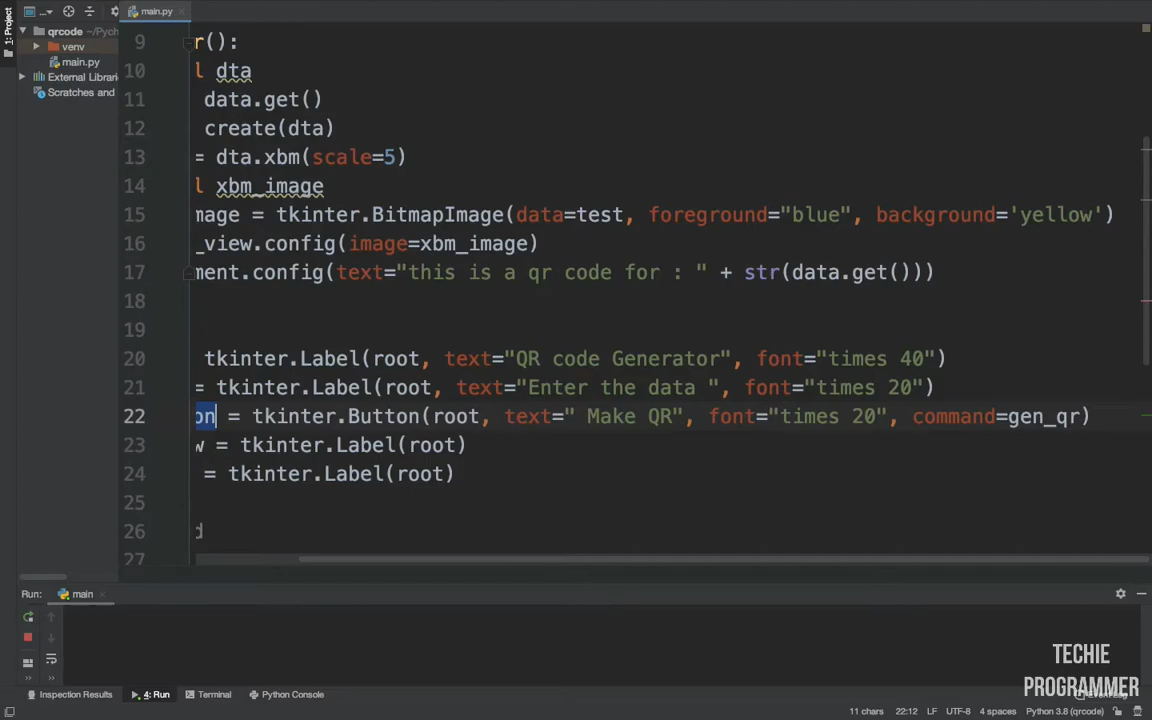 1: Project
...
main.py
qrcode ~/Pych
venv
main.py
External Librari
Scratches and
9 r():
10 l dta
11 data.get()
12 create(dta)
13 = dta.xbm(scale=5)
14 l xbm_image
15 mage = tkinter.BitmapImage(data=test, foreground="blue", background='yellow')
16 _view.config(image=xbm_image)
17 ment.config(text="this is a qr code for : " + str(data.get()))
18
19
20 tkinter.Label(root, text="QR code Generator", font="times 40")
21 = tkinter.Label(root, text="Enter the data ", font="times 20")
22 on = tkinter.Button(root, text=" Make QR", font="times 20", command=gen_qr)
23 w = tkinter.Label(root)
24 = tkinter.Label(root)
25
26 d
27
Run: main
TECHIE
PROGRAMMER
Inspection Results 4: Run Terminal Python Console
11 chars 22:12 LF UTF-8 4 spaces Python 3.8 (qrcode)